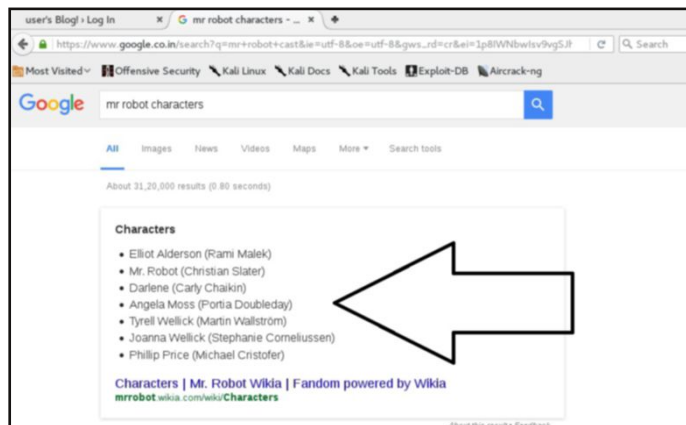 user's Blog! › Log In × G mr robot characters - ... ×
https://www.google.co.in/search?q=mr+robot+cast&ie=utf-8&oe=utf-8&gws_rd=cr&ei= Search
Most Visited Offensive Security Kali Linux Kali Docs Kali Tools Exploit-DB Aircrack-ng
Google mr robot characters
All Images News Videos Maps More Search tools
About 31,20,000 results (0.80 seconds)
Characters
• Elliot Alderson (Rami Malek)
• Mr. Robot (Christian Slater)
• Darlene (Carly Chaikin)
• Angela Moss (Portia Doubleday)
• Tyrell Wellick (Martin Wallström)
• Joanna Wellick (Stephanie Corneliussen)
• Phillip Price (Michael Cristofer)
Characters | Mr. Robot Wikia | Fandom powered by Wikia
mrrobot.wikia.com/wiki/Characters